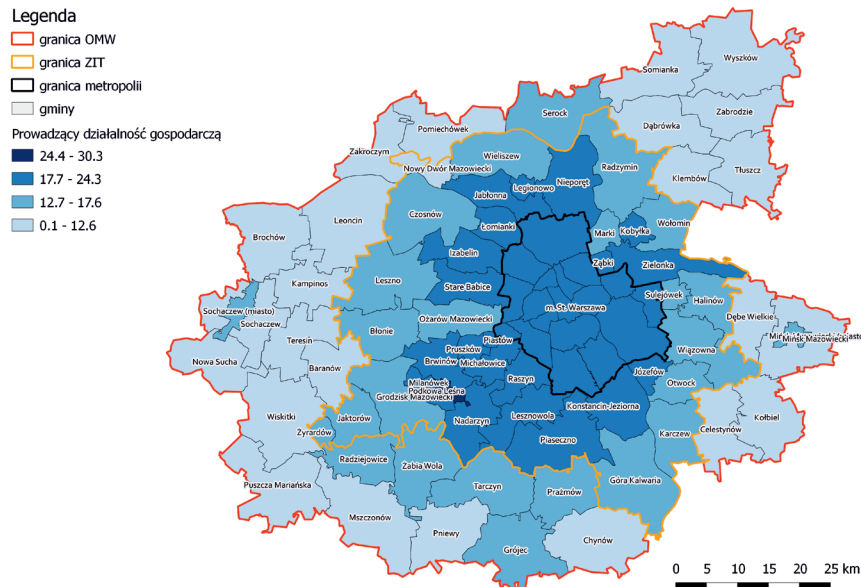 Legenda
granica OMW
granica ZIT
granica metropolii
gminy
Prowadzący działalność gospodarczą
24.4 - 30.3
17.7 - 24.3
12.7 - 17.6
0.1 - 12.6
Wyszków
Somianka
Serock
Zabrodzie
Dąbrówka
Pomiechówek
Zakroczym
Wieliszew
Radzymin
Nowy Dwór Mazowiecki
Tłuszcz
Klembów
Nieporęt
Legionowo
Jabłonna
Czosnów
Leoncin
Łomianki
Wołomin
Kobyłka
Marki
Brochów
Izabelin
Ząbki
Zielonka
Leszno
Kampinos
Stare Babice
Sulejówek
Halinów
m. St. Warszawa
Sochaczew (miasto)
Dębe Wielkie
Ożarów Mazowiecki
Sochaczew
Błonie
Mińsk Mazowiecki
Teresin
Piastów
Pruszków
Wiązowna
Nowa Sucha
Brwinów
Michałowice
Baranów
Józefów
Raszyn
Milanówek
Otwock
Podkowa Leśna
Grodzisk Mazowiecki
Konstancin-Jeziorna
Lesznowola
Wiskitki
Jaktorów
Nadarzyn
Kołbiel
Celestynów
Karczew
Żyrardów
Piaseczno
Radziejowice
Żabia Wola
Góra Kalwaria
Puszcza Mariańska
Tarczyn
Prażmów
Mszczonów
Pniewy
Chynów
Grójec
0 5 10 15 20 25 km